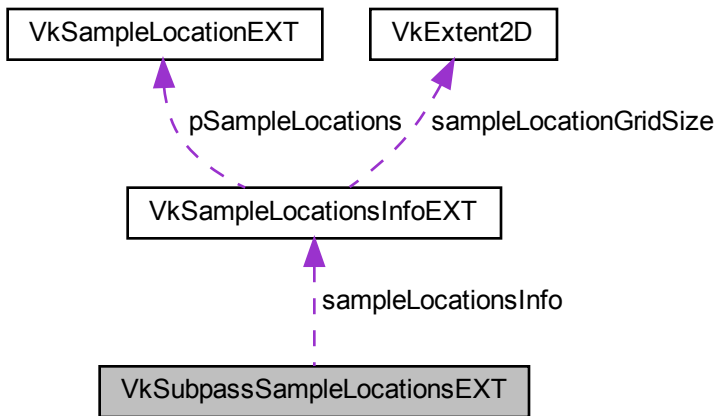 VkSampleLocationEXT
VkExtent2D
pSampleLocations
sampleLocationGridSize
VkSampleLocationsInfoEXT
sampleLocationsInfo
VkSubpassSampleLocationsEXT